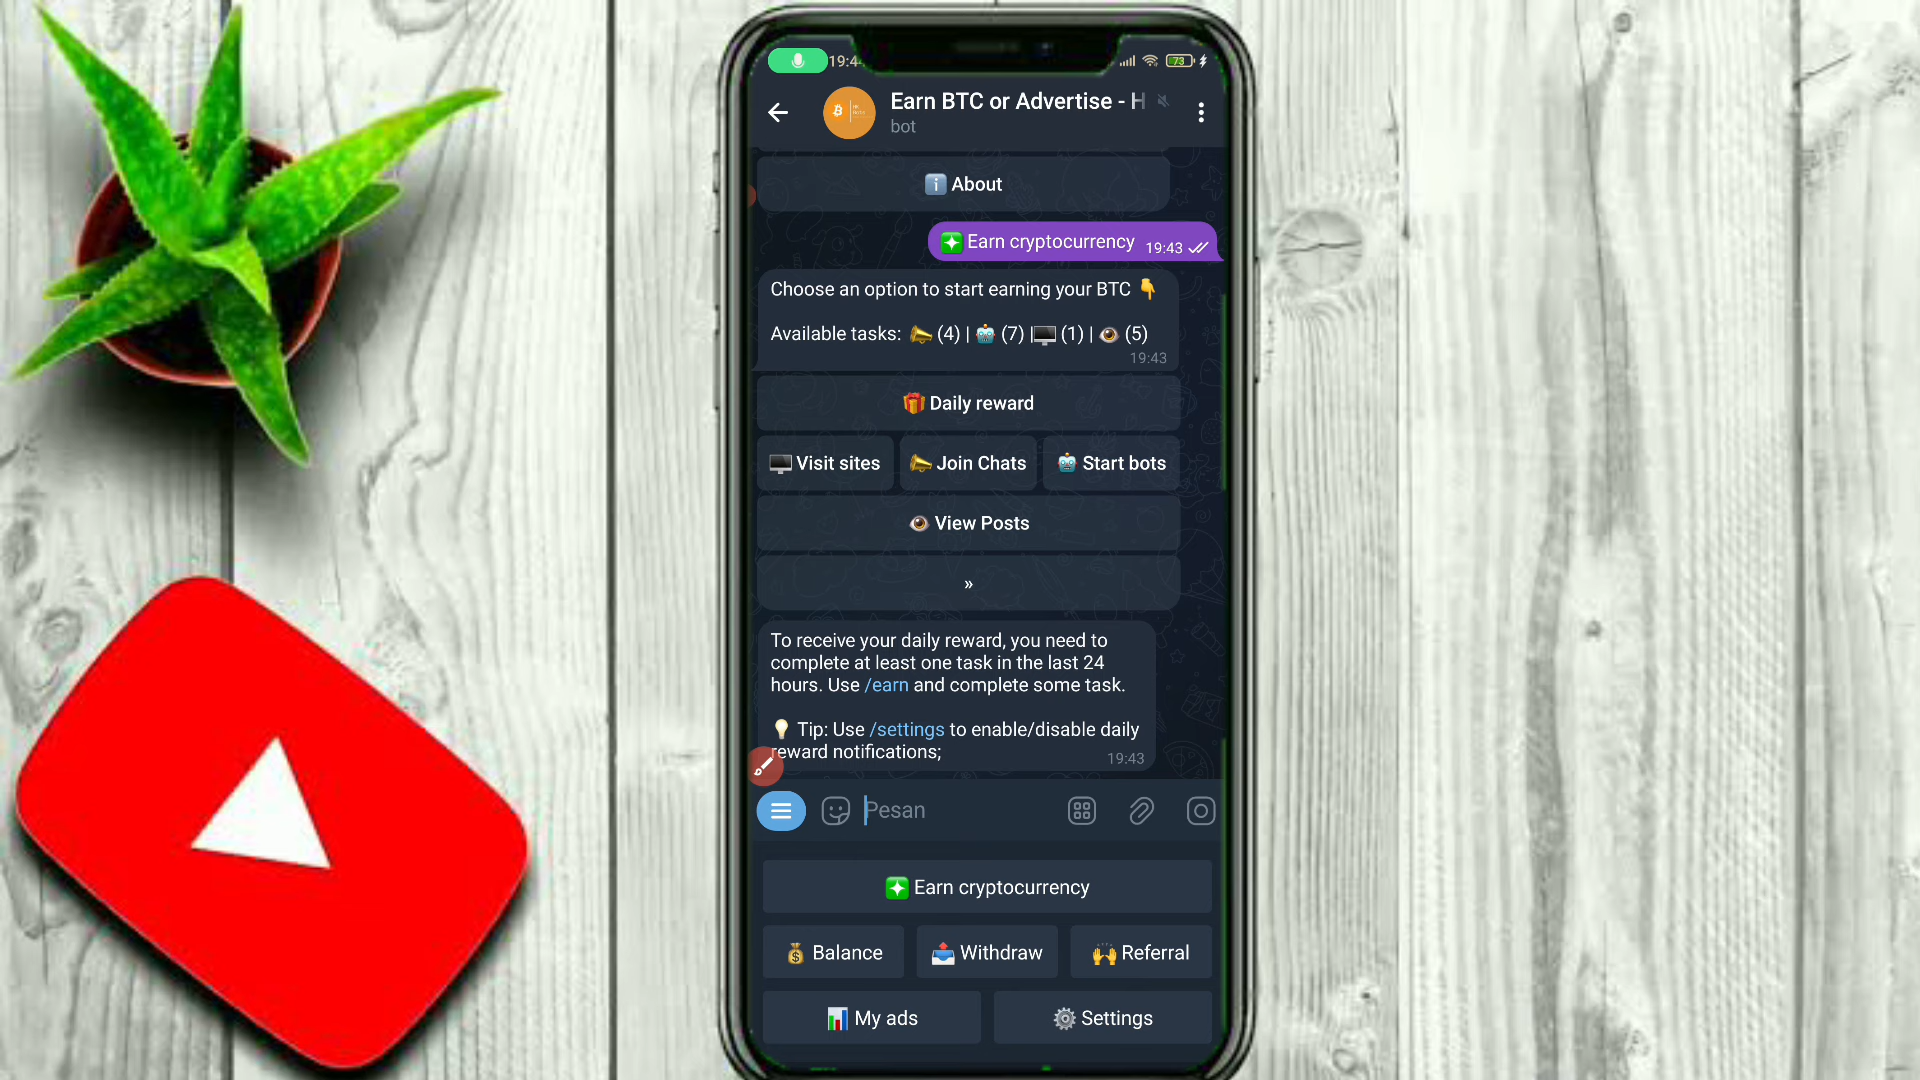 19:4
73
Earn BTC or Advertise - H
bot
About
Earn cryptocurrency 19:43
Choose an option to start earning your BTC
Available tasks: (4) | (7) | (1) | (5)
19:43
Daily reward
Visit sites
Join Chats
Start bots
View Posts
»
To receive your daily reward, you need to
complete at least one task in the last 24
hours. Use /earn and complete some task.
Tip: Use /settings to enable/disable daily
reward notifications;
19:43
Pesan
Earn cryptocurrency
Balance
Withdraw
Referral
My ads
Settings